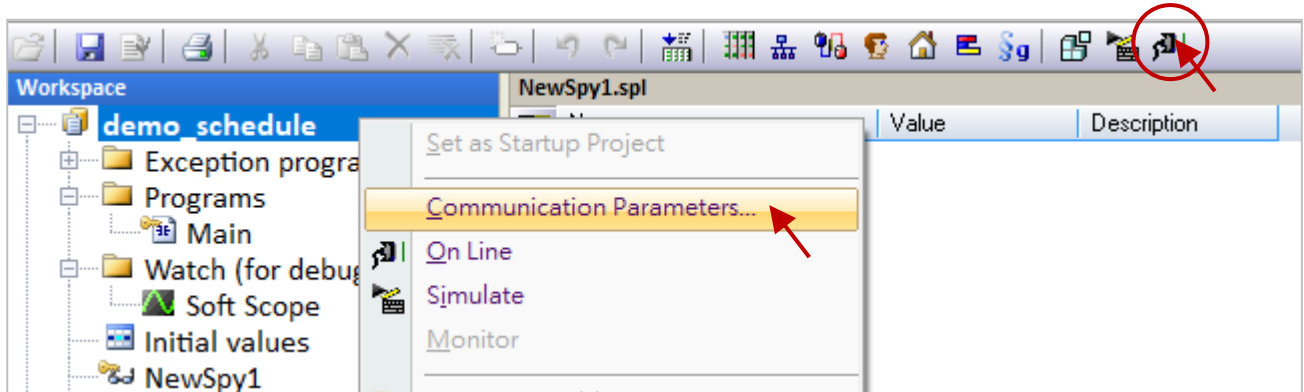 §g
Workspace
NewSpy1.spl
demo_schedule
Value
Description
Set as Startup Project
Exception progra
Communication Parameters...
Programs
Main
On Line
Watch (for debug
Simulate
Soft Scope
Monitor
Initial values
NewSpy1